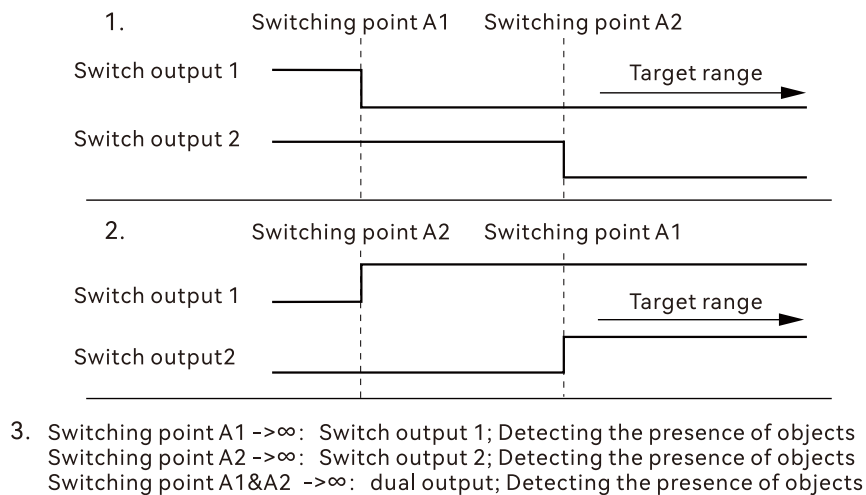 1.
Switching point A1 Switching point A2
Switch output 1
Target range
Switch output 2
2.
Switching point A2 Switching point A1
Switch output 1
Target range
Switch output2
3. Switching point A1 ->∞: Switch output 1; Detecting the presence of objects
Switching point A2 ->∞: Switch output 2; Detecting the presence of objects
Switching point A1&A2 ->∞: dual output; Detecting the presence of objects